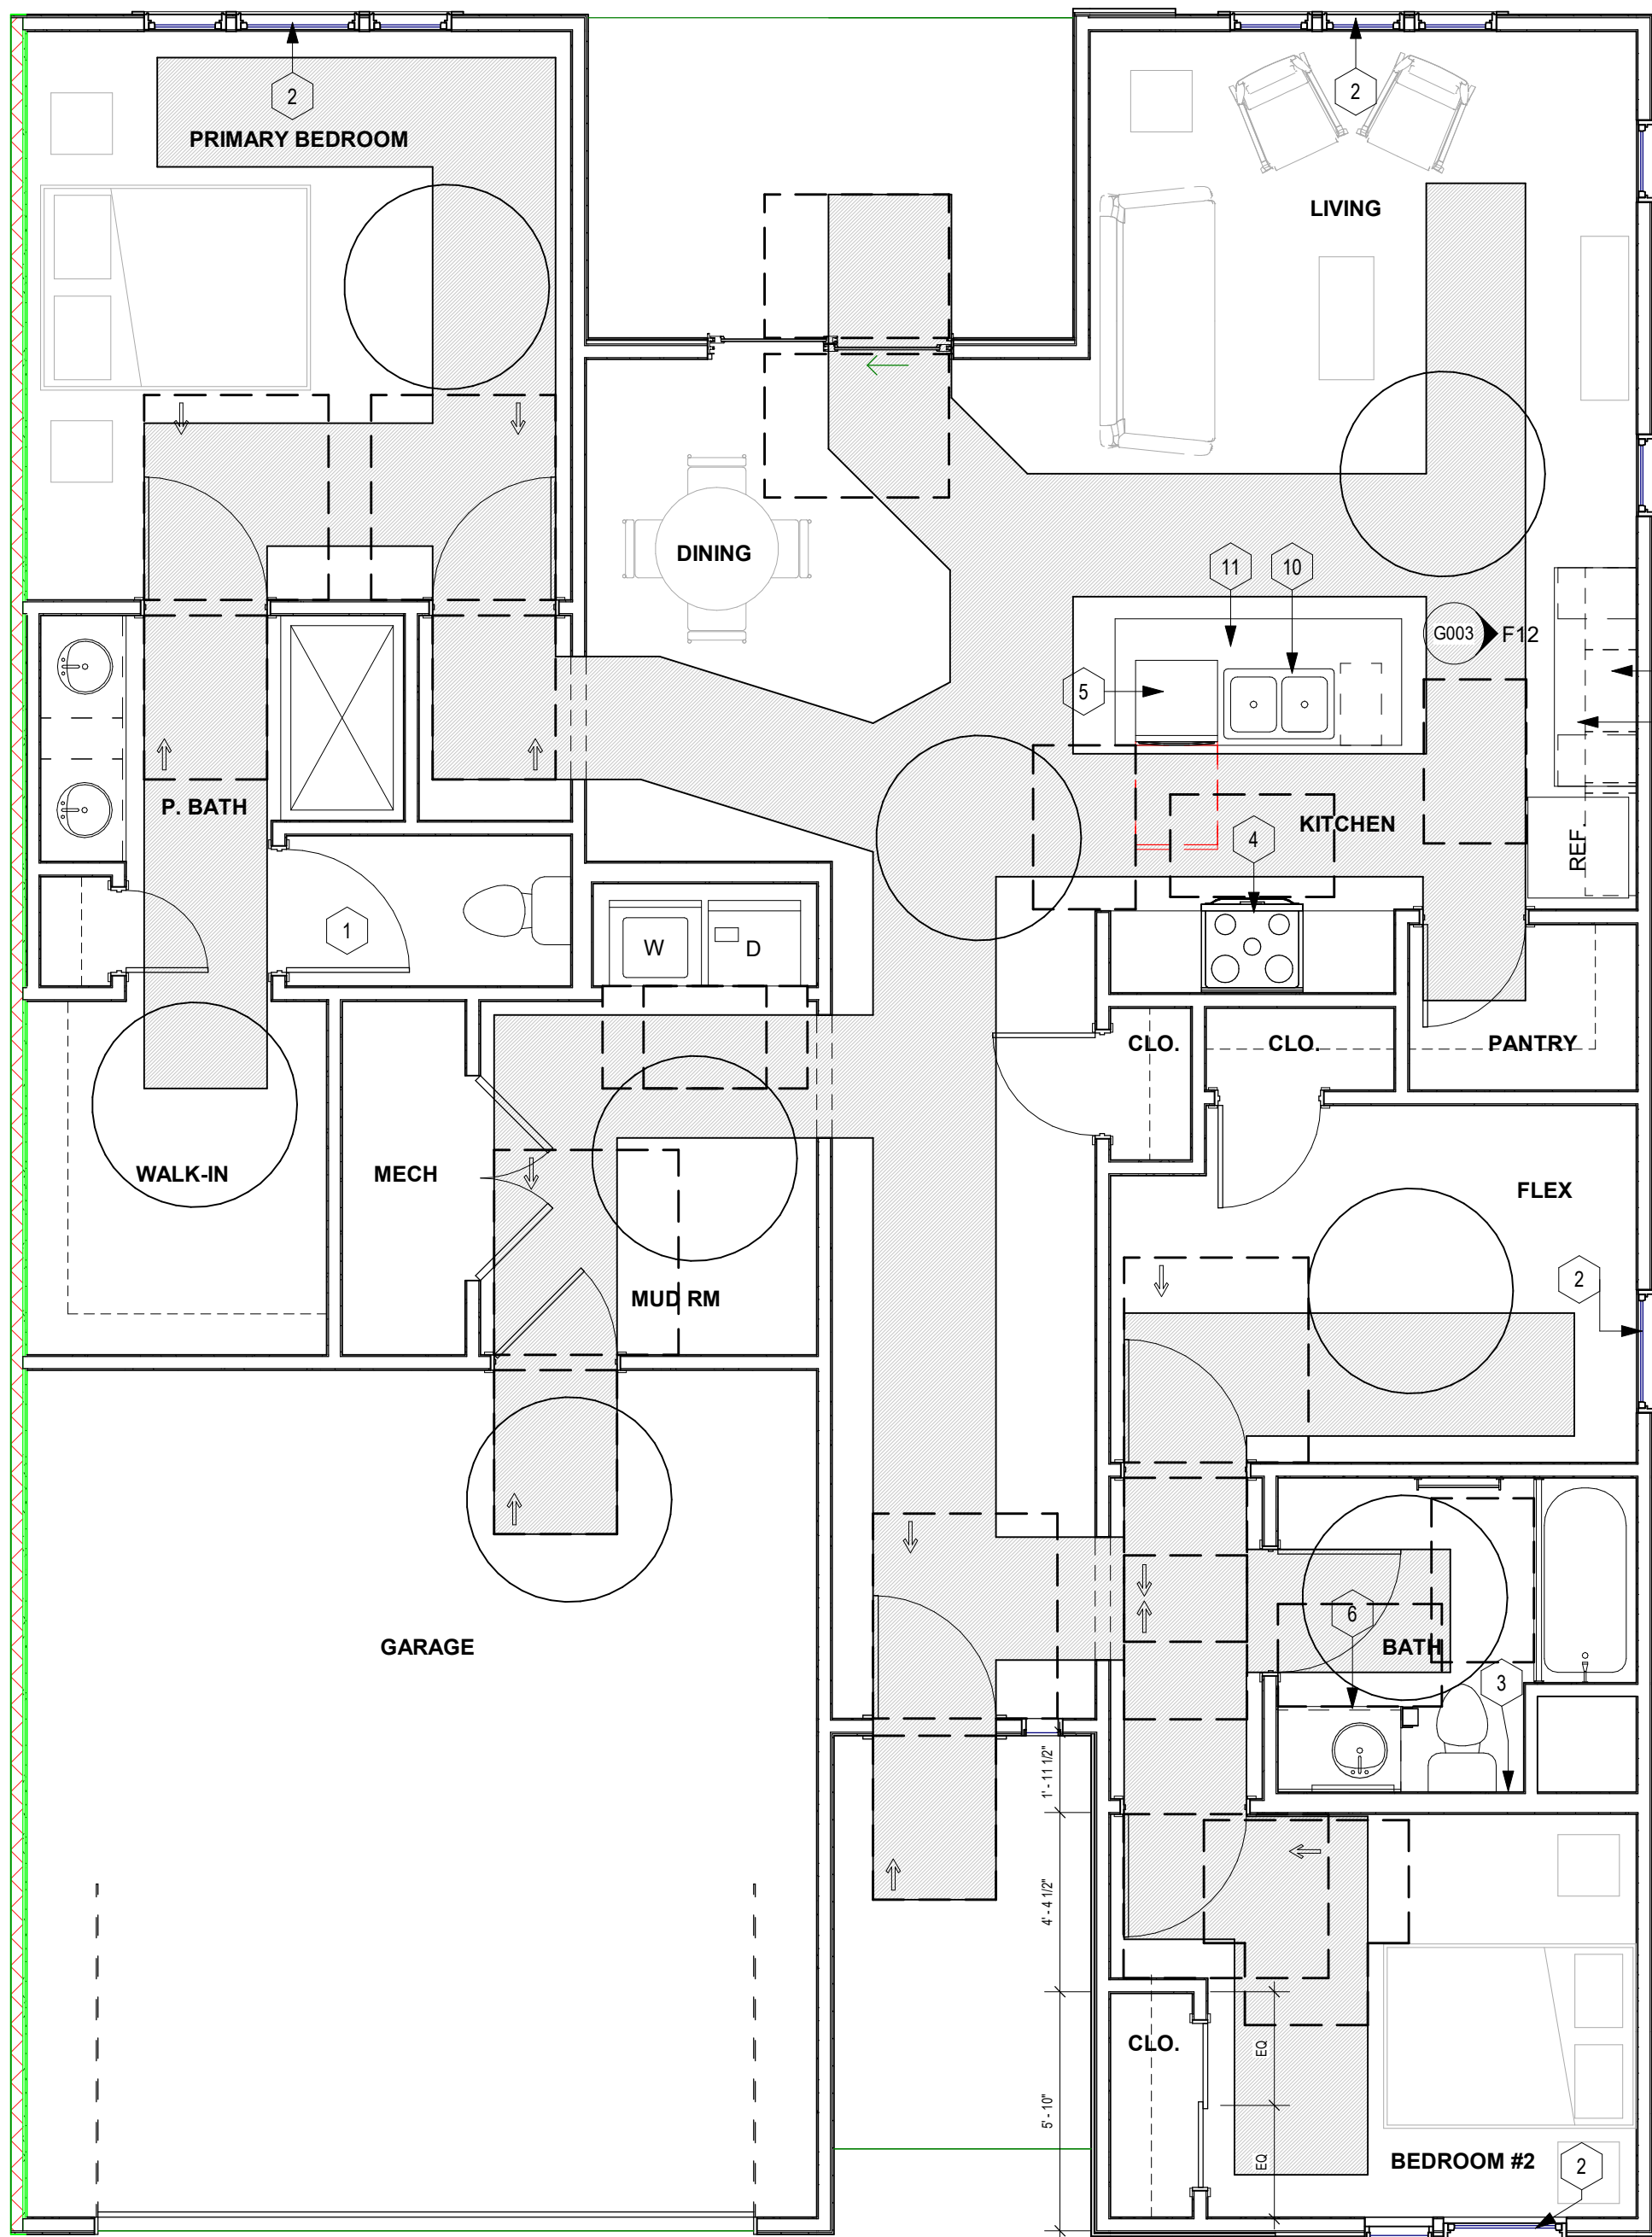 2
PRIMARY BEDROOM
2
LIVING
DINING
11
10
G003
F12
5
P. BATH
KITCHEN
4
REF.
1
W
D
CLO.
CLO.
PANTRY
WALK-IN
MECH
FLEX
2
MUD RM
GARAGE
6
BATH
3
1' - 11 1/2"
4' - 4 1/2"
CLO.
EQ
5' - 10"
EQ
BEDROOM #2
2